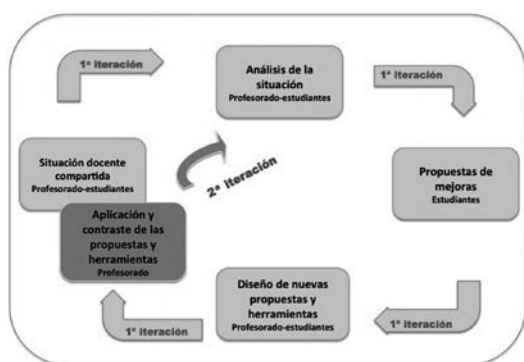 1ª iteración
Análisis de la
situación
Profesorado-estudiantes
1ª iteración
Situación docente
compartida
Profesorado-estudiantes
2ª iteración
Propuestas de
mejoras
Estudiantes
Aplicación y
contraste de las
propuestas y
herramientas
Profesorado
Diseño de nuevas
propuestas y
herramientas
Profesorado-estudiantes
1ª iteración
1ª iteración